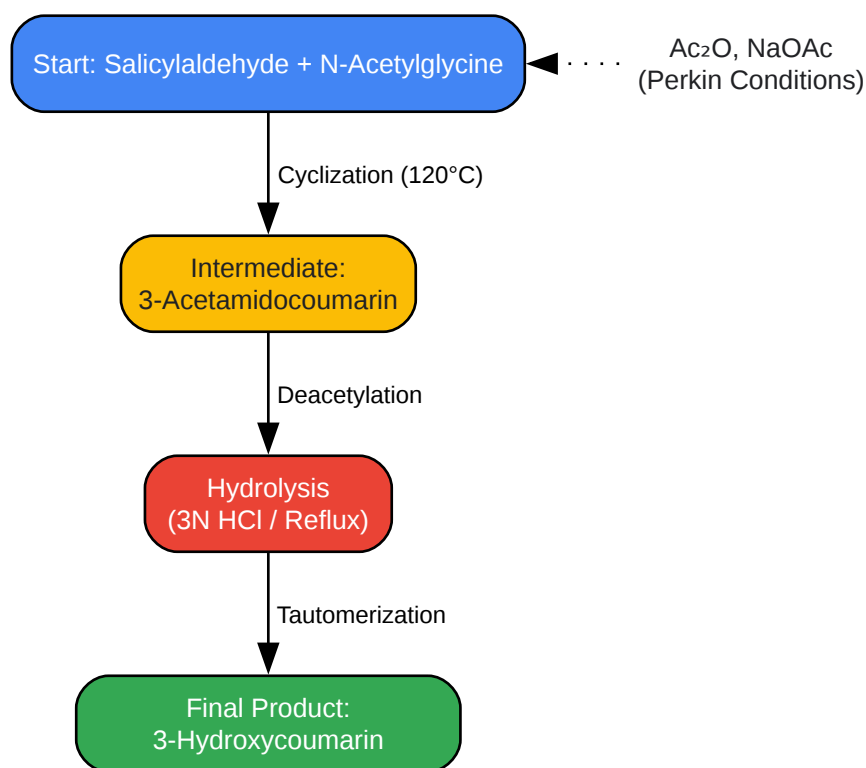 Start: Salicylaldehyde + N-Acetylglycine
Ac₂O, NaOAc
(Perkin Conditions)
Cyclization (120°C)
Intermediate:
3-Acetamidocoumarin
Deacetylation
Hydrolysis
(3N HCl / Reflux)
Tautomerization
Final Product:
3-Hydroxycoumarin